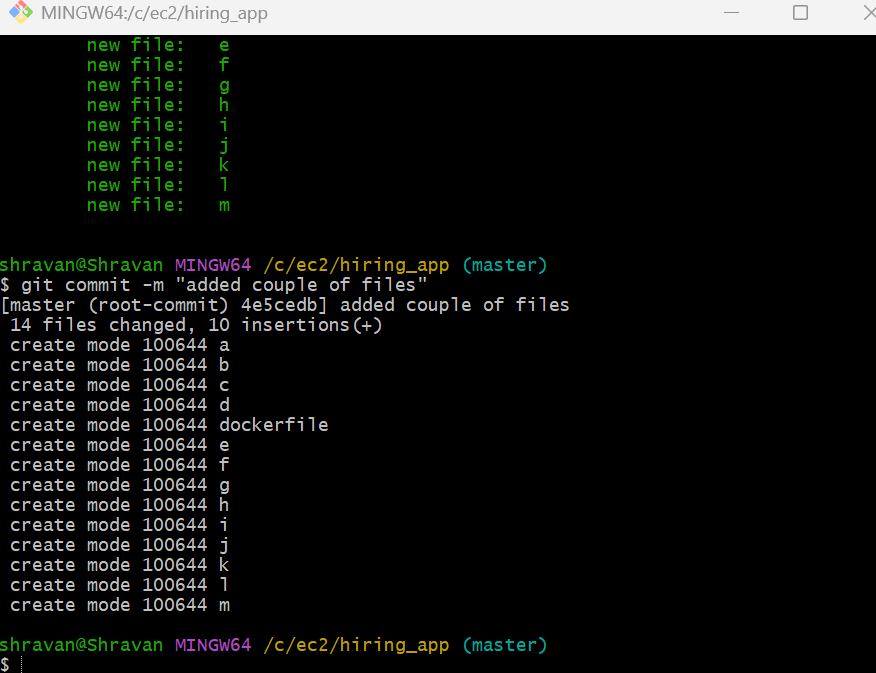 MINGW64:/c/ec2/hiring_app
new file:   e
new file:   f
new file:   g
new file:   h
new file:   i
new file:   j
new file:   k
new file:   l
new file:   m
shravan@Shravan MINGW64 /c/ec2/hiring_app (master)
$ git commit -m "added couple of files"
[master (root-commit) 4e5cedb] added couple of files
 14 files changed, 10 insertions(+)
 create mode 100644 a
 create mode 100644 b
 create mode 100644 c
 create mode 100644 d
 create mode 100644 dockerfile
 create mode 100644 e
 create mode 100644 f
 create mode 100644 g
 create mode 100644 h
 create mode 100644 i
 create mode 100644 j
 create mode 100644 k
 create mode 100644 l
 create mode 100644 m
shravan@Shravan MINGW64 /c/ec2/hiring_app (master)
$